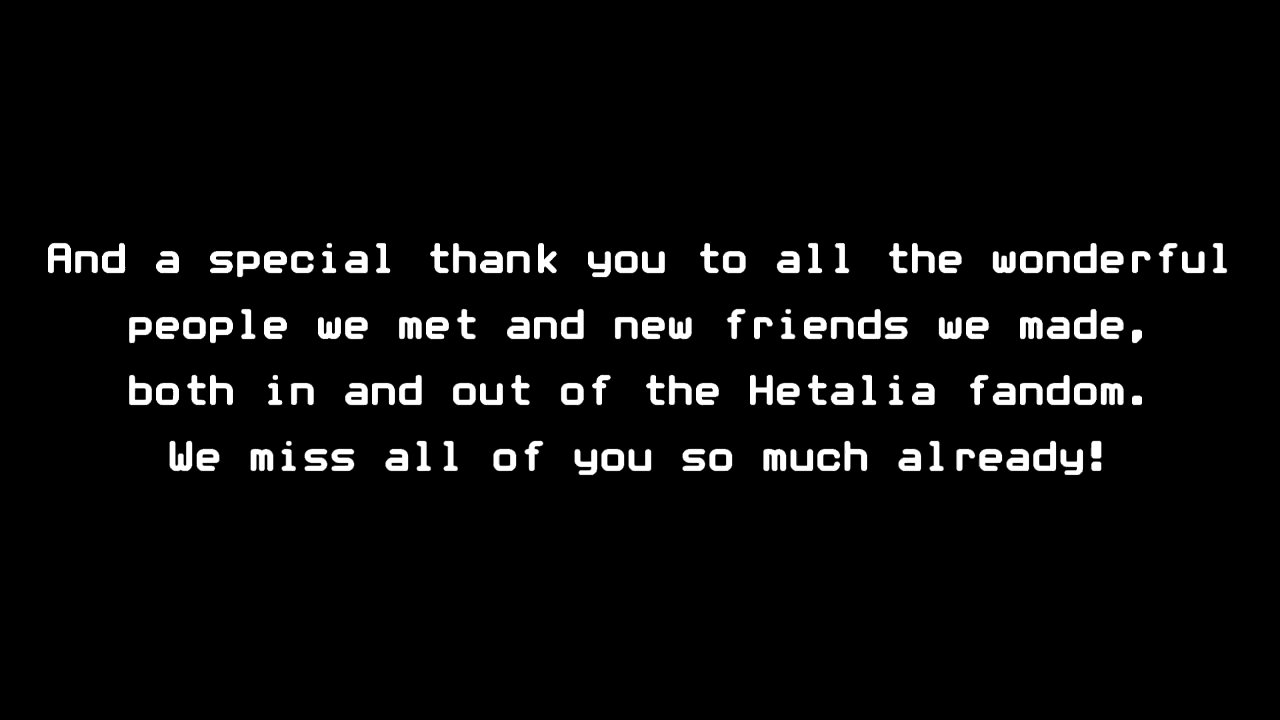 And a special thank you to all the wonderful
people we met and new friends we made,
both in and out of the Hetalia fandom.
We miss all of you so much already!